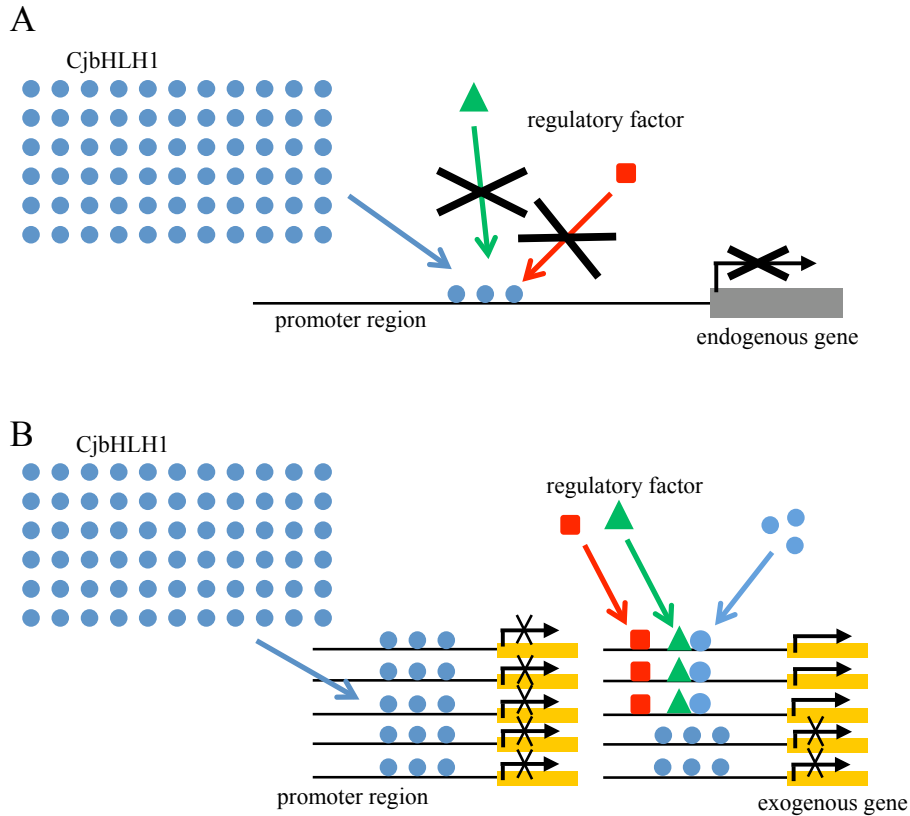 A
CjbHLH1
regulatory factor
promoter region
endogenous gene
B
CjbHLH1
regulatory factor
promoter region
exogenous gene